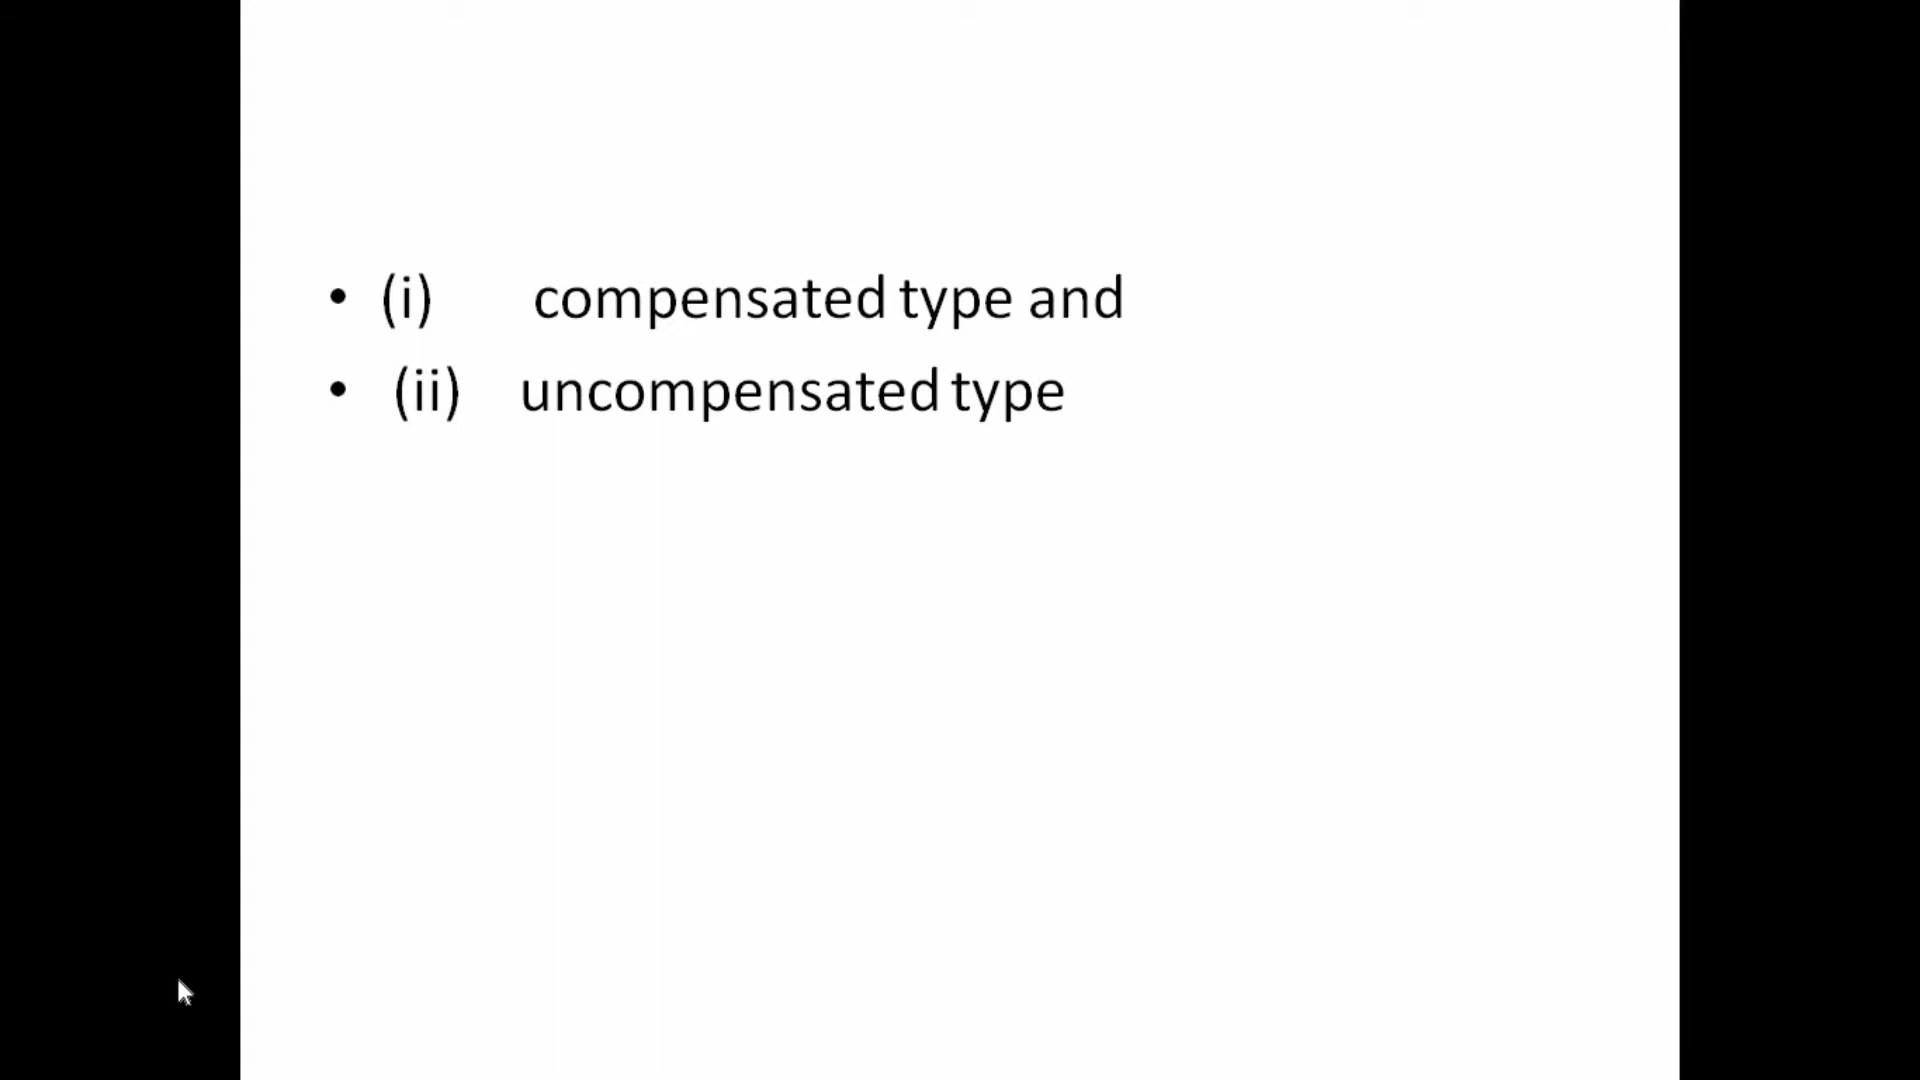 • (i) compensated type and
• (ii) uncompensated type